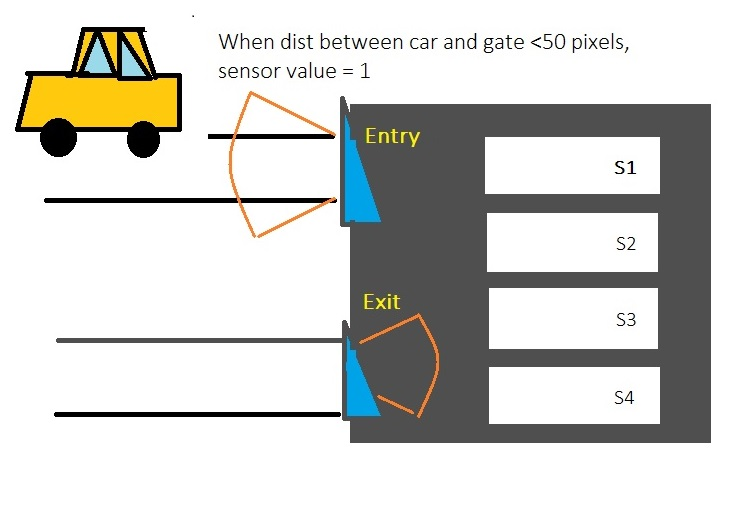 When dist between car and gate <50 pixels,
sensor value = 1
Entry
S1
S2
Exit
S3
S4